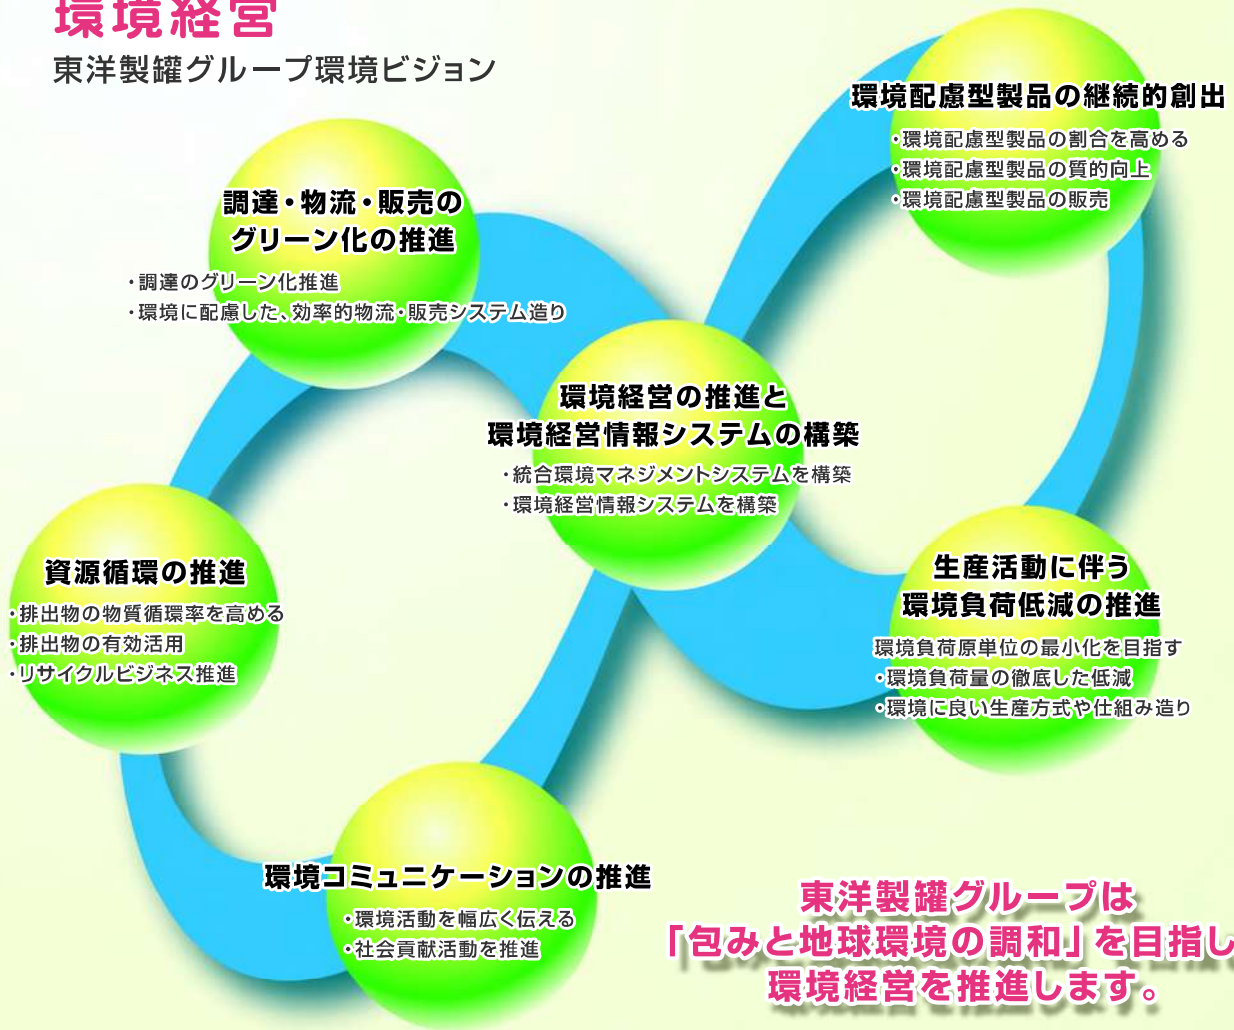 環境経営
東洋製罐グループ環境ビジョン
環境配慮型製品の継続的創出
・環境配慮型製品の割合を高める
・環境配慮型製品の質的向上
・環境配慮型製品の販売
調達・物流・販売の
グリーン化の推進
・調達のグリーン化推進
・環境に配慮した、効率的物流・販売システム造り
環境経営の推進と
環境経営情報システムの構築
・統合環境マネジメントシステムを構築
・環境経営情報システムを構築
資源循環の推進
・排出物の物質循環率を高める
・排出物の有効活用
・リサイクルビジネス推進
生産活動に伴う
環境負荷低減の推進
環境負荷原単位の最小化を目指す
・環境負荷量の徹底した低減
・環境に良い生産方式や仕組み造り
環境コミュニケーションの推進
・環境活動を幅広く伝える
・社会貢献活動を推進
東洋製罐グループは
「包みと地球環境の調和」を目指し
環境経営を推進します。